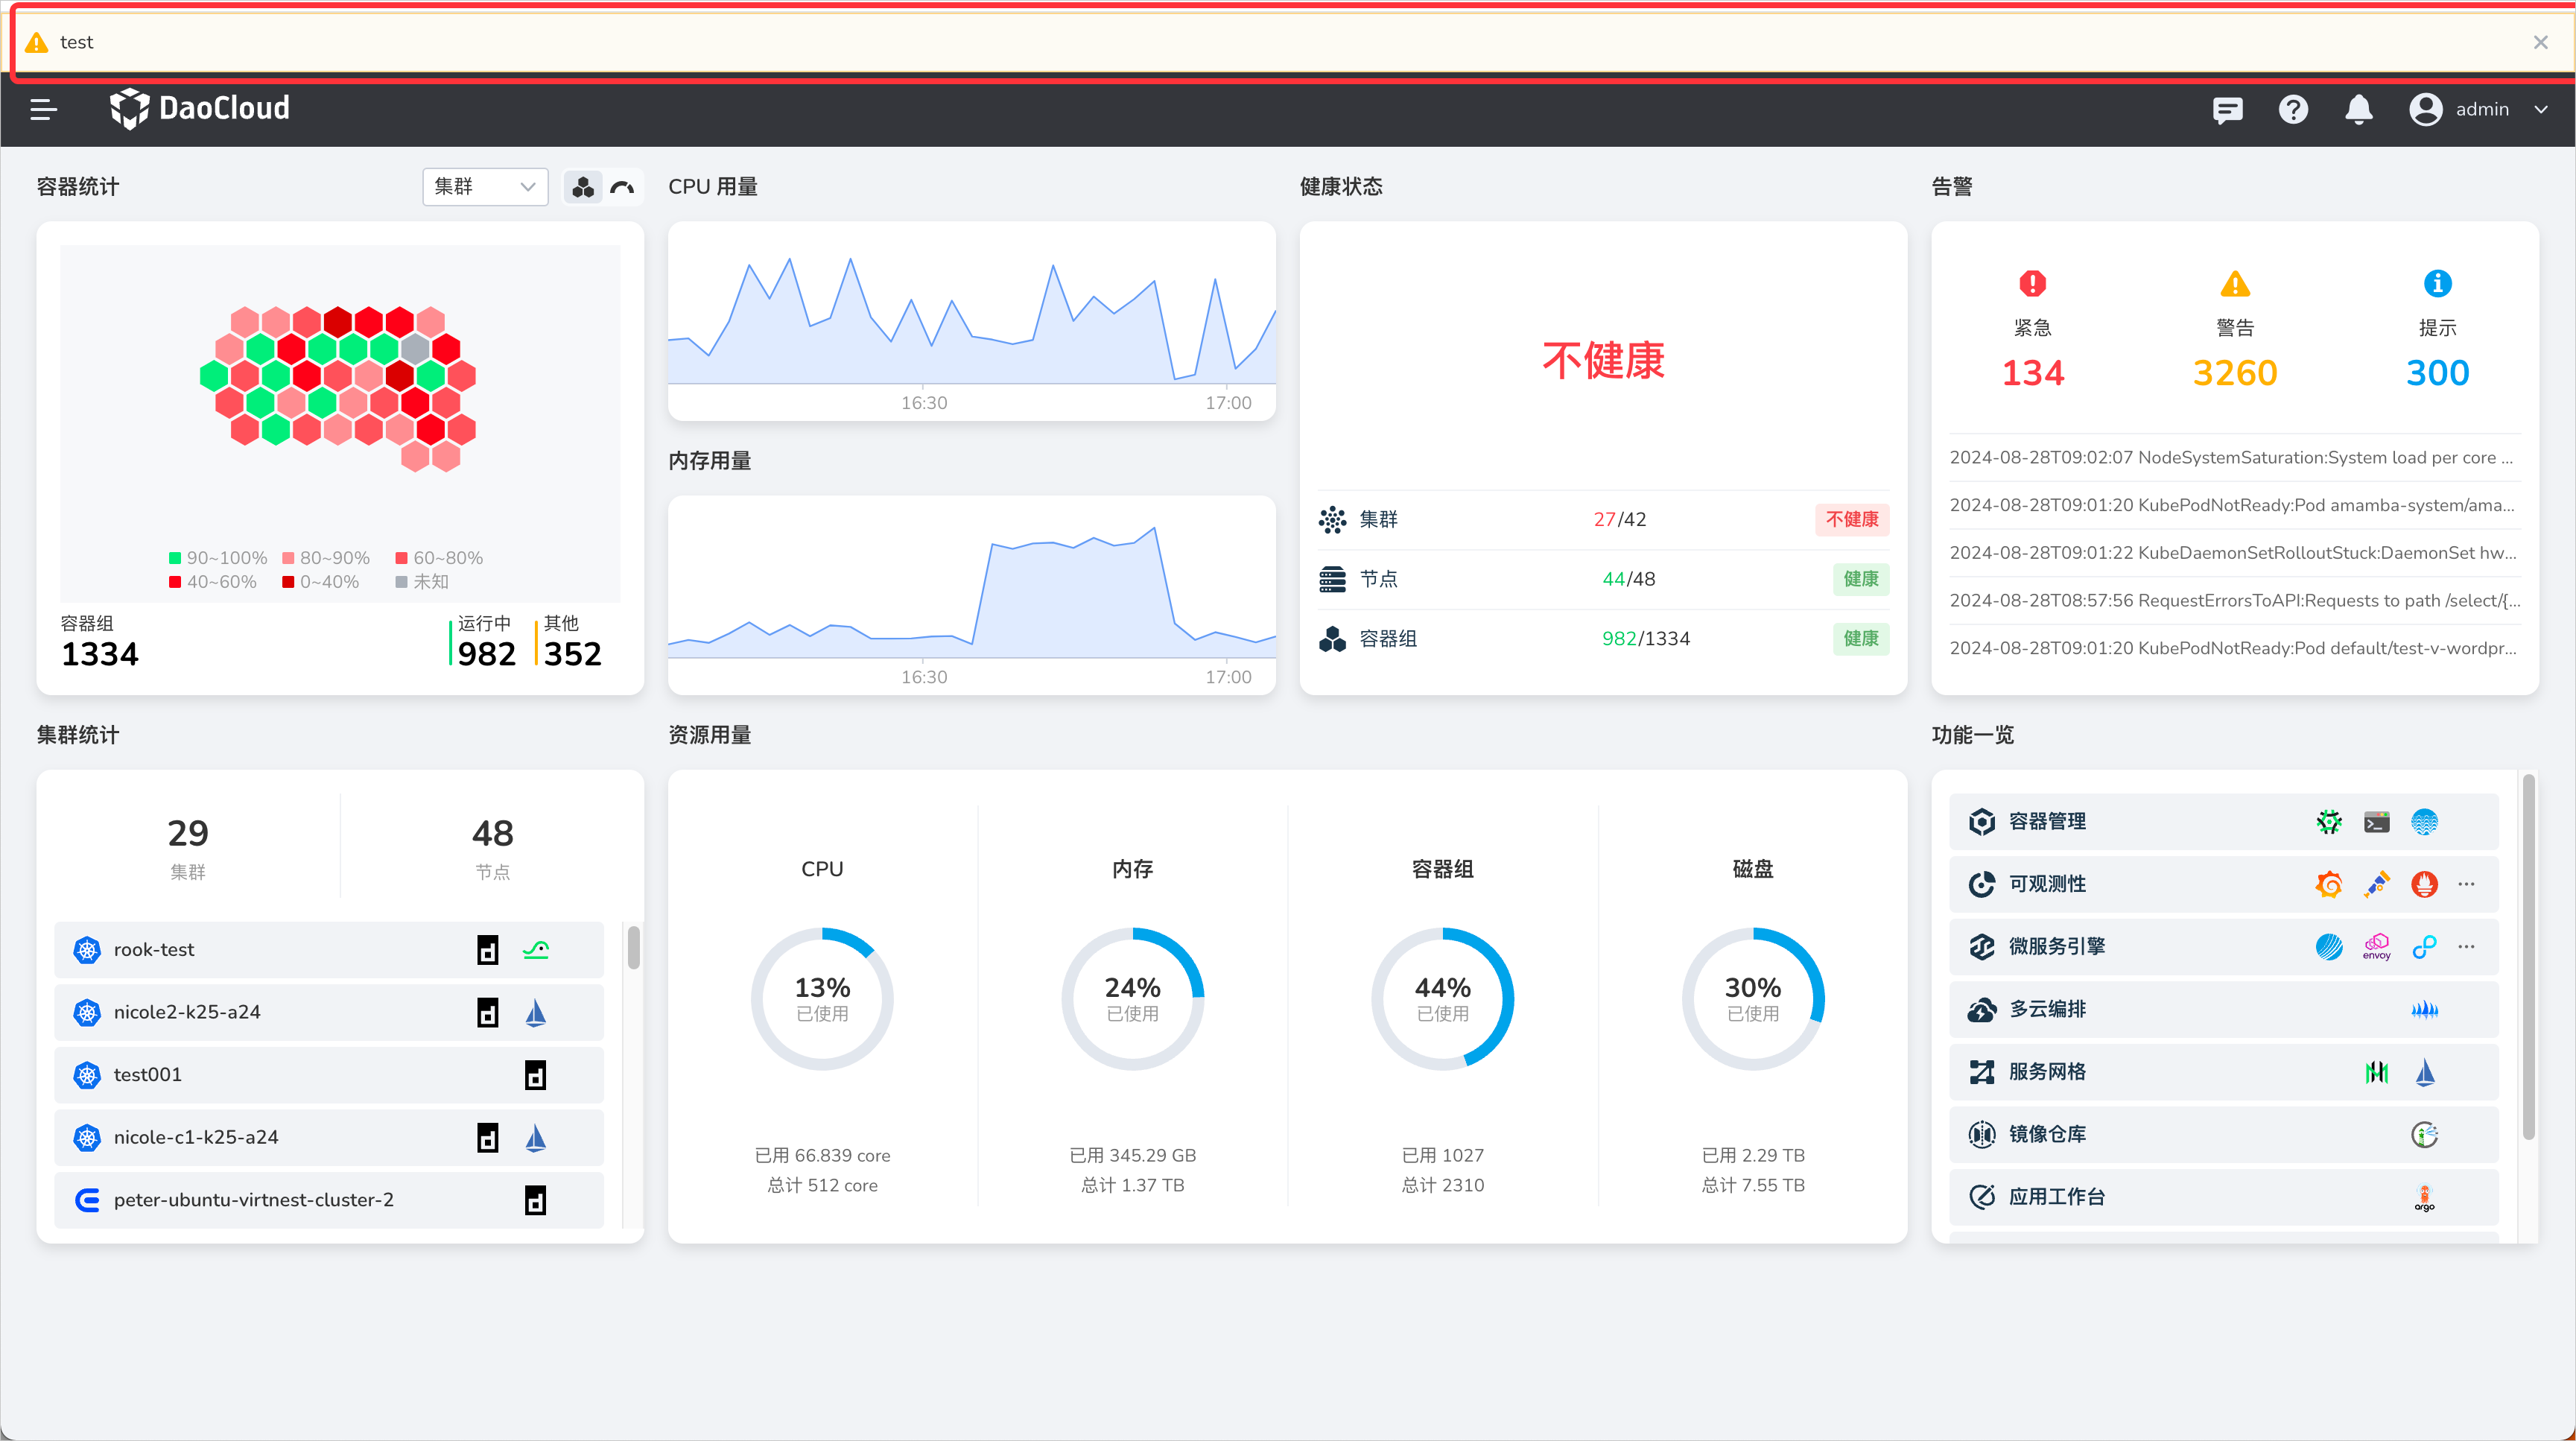 test
DaoCloud
admin
容器统计
集群
90~100%
80~90%
60~80%
40~60%
0~40%
未知
容器组
1334
运行中
982
其他
352
CPU 用量
16:30
17:00
内存用量
16:30
17:00
健康状态
不健康
集群
27/42
不健康
节点
44/48
健康
容器组
982/1334
健康
告警
紧急
134
警告
3260
提示
300
2024-08-28T09:02:07 NodeSystemSaturation:System load per core ...
2024-08-28T09:01:20 KubePodNotReady:Pod amamba-system/ama...
2024-08-28T09:01:22 KubeDaemonSetRolloutStuck:DaemonSet hw...
2024-08-28T08:57:56 RequestErrorsToAPI:Requests to path /select/{...
2024-08-28T09:01:20 KubePodNotReady:Pod default/test-v-wordpr...
集群统计
29
集群
48
节点
rook-test
nicole2-k25-a24
test001
nicole-c1-k25-a24
peter-ubuntu-virtnest-cluster-2
资源用量
CPU
13%
已使用
已用 66.839 core
总计 512 core
内存
24%
已使用
已用 345.29 GB
总计 1.37 TB
容器组
44%
已使用
已用 1027
总计 2310
磁盘
30%
已使用
已用 2.29 TB
总计 7.55 TB
功能一览
容器管理
可观测性
微服务引擎
envoy
多云编排
服务网格
镜像仓库
应用工作台
argo